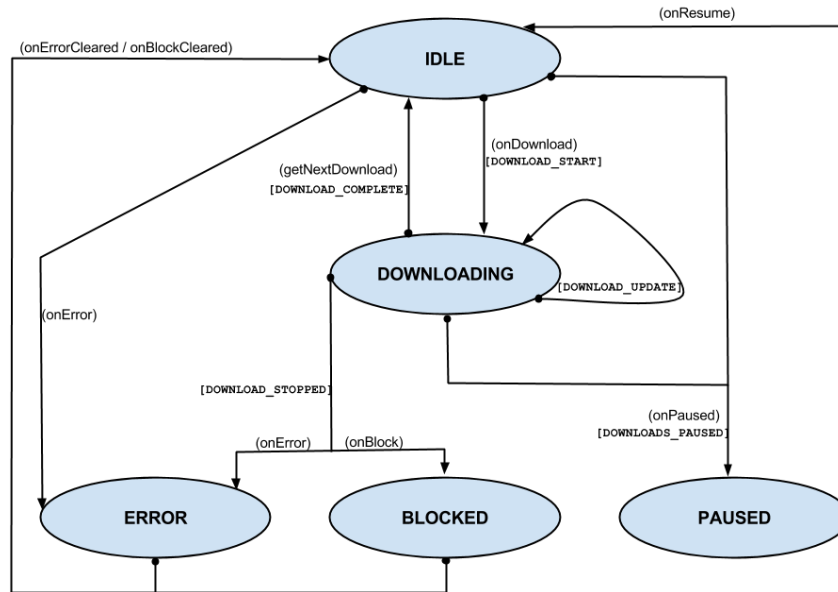 (onResume)
(onErrorCleared / onBlockCleared)
IDLE
(onDownload)
[DOWNLOAD_START]
(getNextDownload)
[DOWNLOAD_COMPLETE]
DOWNLOADING
[DOWNLOAD_UPDATE]
(onError)
[DOWNLOAD_STOPPED]
(onPaused)
[DOWNLOADS_PAUSED]
(onError)
(onBlock)
ERROR
BLOCKED
PAUSED